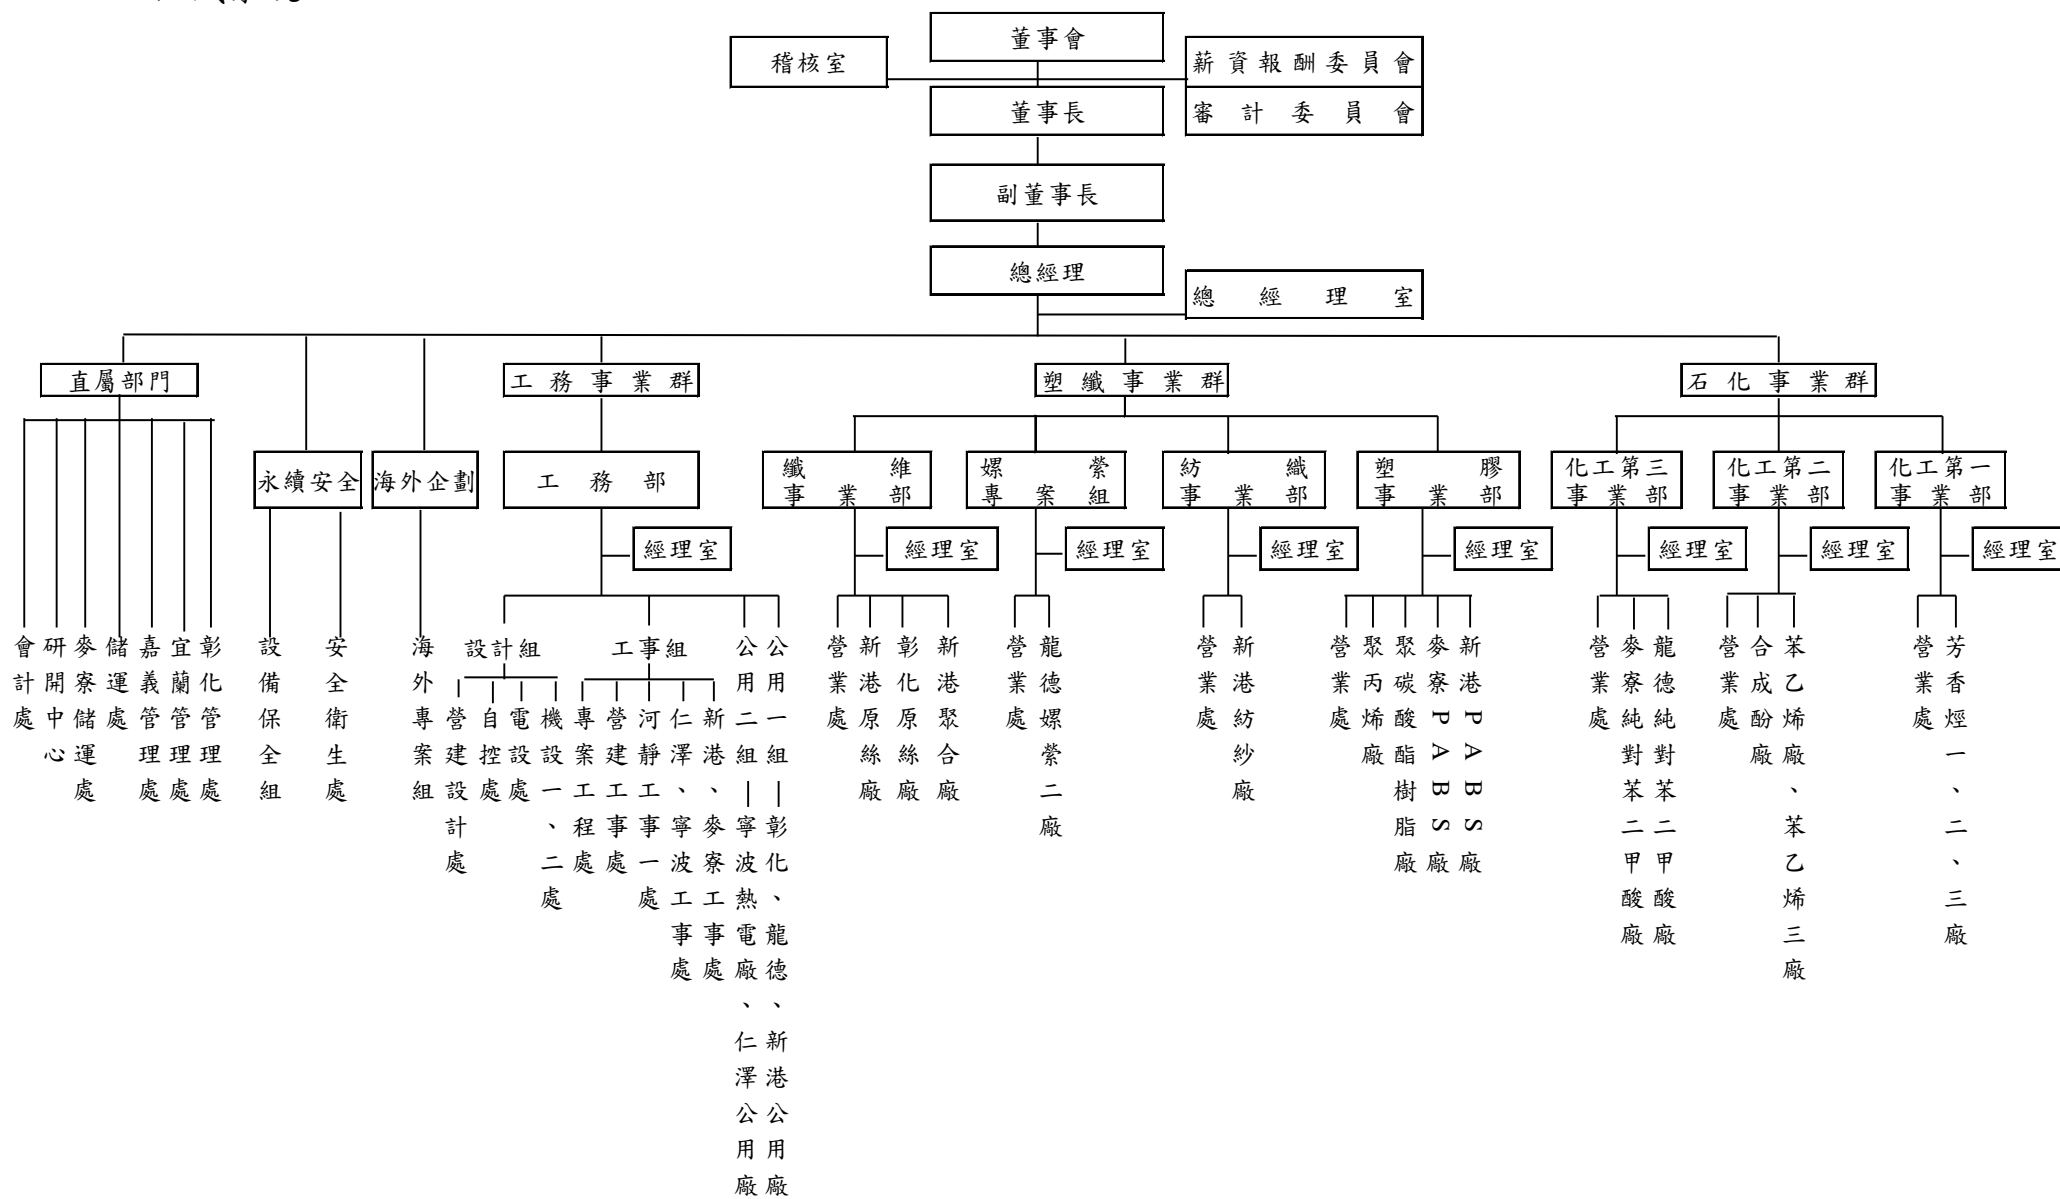 董事會
稽核室
薪資報酬委員會
審計委員會
董事長
副董事長
總經理
總經理室
直屬部門
工務事業群
塑纖事業群
石化事業群
永續安全
海外企劃
工務部
纖維
事業部
嫘縈
專案組
紡織
事業部
塑膠
事業部
化工第三
事業部
化工第二
事業部
化工第一
事業部
經理室
經理室
經理室
經理室
經理室
經理室
經理室
經理室
會計處
研開中心
麥寮儲運處
儲運處
嘉義管理處
宜蘭管理處
彰化管理處
設備保全組
安全衛生處
海外專案組
設計組
營建設計處
自控處
電設處
機設一、二處
工事組
專案工程處
營建工事處
河靜工事一處
仁澤、寧波工事處
新港、麥寮工事處
公用二組—寧波熱電廠、仁澤公用廠
公用一組—彰化、龍德、新港公用廠
營業處
新港原絲廠
彰化原絲廠
新港聚合廠
營業處
龍德嫘縈二廠
營業處
新港紡紗廠
營業處
聚丙烯廠
聚碳酸酯樹脂廠
麥寮PABS廠
新港PABS廠
營業處
麥寮純對苯二甲酸廠
龍德純對苯二甲酸廠
營業處
合成酚廠
苯乙烯廠、苯乙烯三廠
營業處
芳香烴一、二、三廠